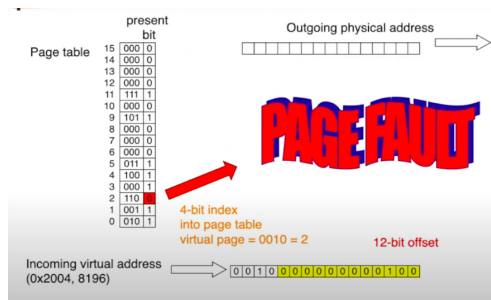 present
bit
Outgoing physical address
Page table
15 000 0
14 000 0
13 000 0
12 000 0
11 111 1
10 000 0
9 101 1
8 000 0
7 000 0
6 000 0
5 011 1
4 100 1
3 000 1
2 110 0
1 001 1
0 010 1
PAGE FAULT
4-bit index
into page table
virtual page = 0010 = 2
12-bit offset
Incoming virtual address
(0x2004, 8196)
0 0 1 0 0 0 0 0 0 0 0 0 0 1 0 0